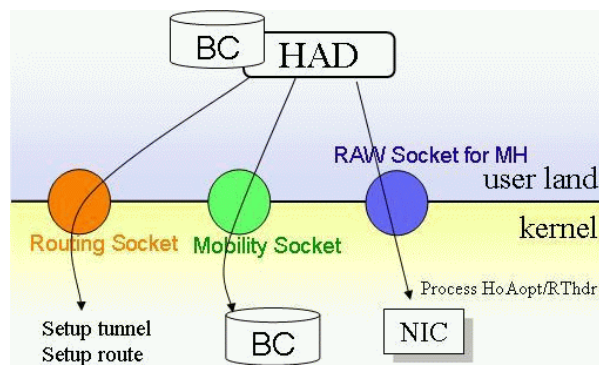 BC
HAD
RAW Socket for MH
user land
kernel
Routing Socket
Mobility Socket
Process HoAopt/RThdr
Setup tunnel
Setup route
BC
NIC